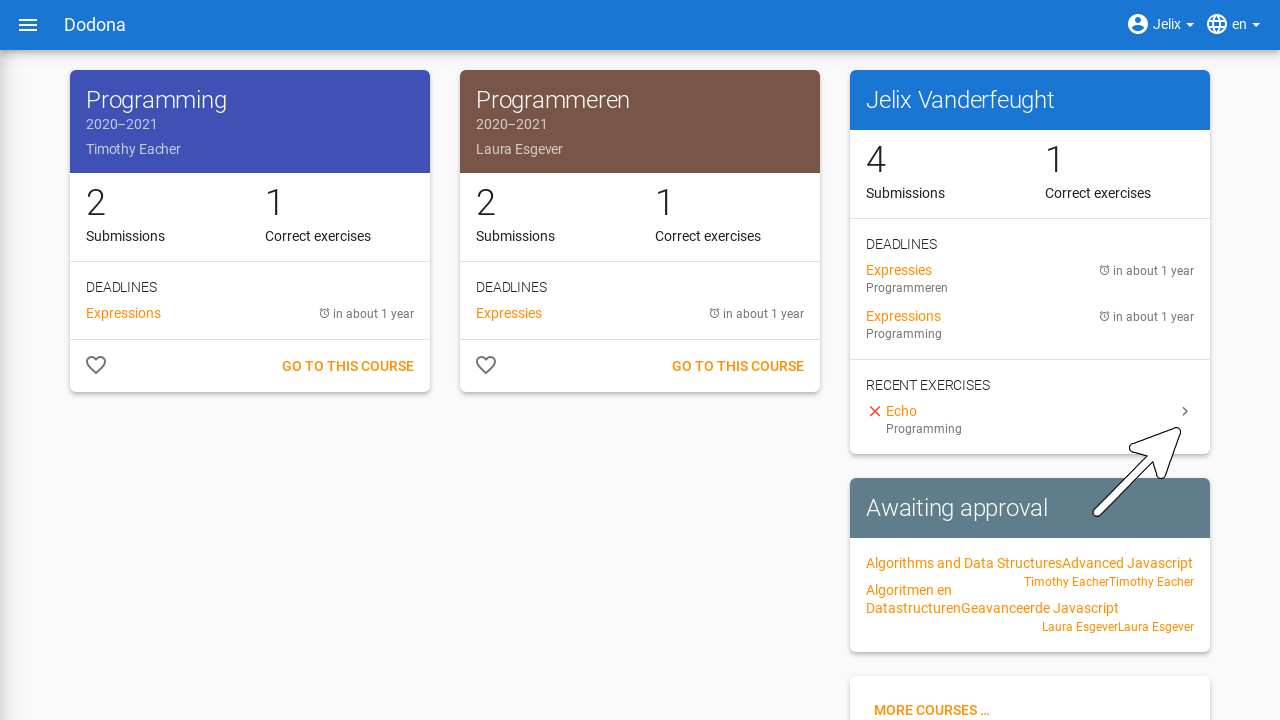 Dodona
Jelix
en
Programming
2020–2021
Timothy Eacher
2
1
Submissions
Correct exercises
DEADLINES
Expressions
in about 1 year
GO TO THIS COURSE
Programmeren
2020–2021
Laura Esgever
2
1
Submissions
Correct exercises
DEADLINES
Expressies
in about 1 year
GO TO THIS COURSE
Jelix Vanderfeught
4
1
Submissions
Correct exercises
DEADLINES
Expressies
in about 1 year
Programmeren
Expressions
in about 1 year
Programming
RECENT EXERCISES
Echo
Programming
Awaiting approval
Algorithms and Data StructuresAdvanced Javascript
Timothy EacherTimothy Eacher
Algoritmen en
DatastructurenGeavanceerde Javascript
Laura EsgeverLaura Esgever
MORE COURSES …